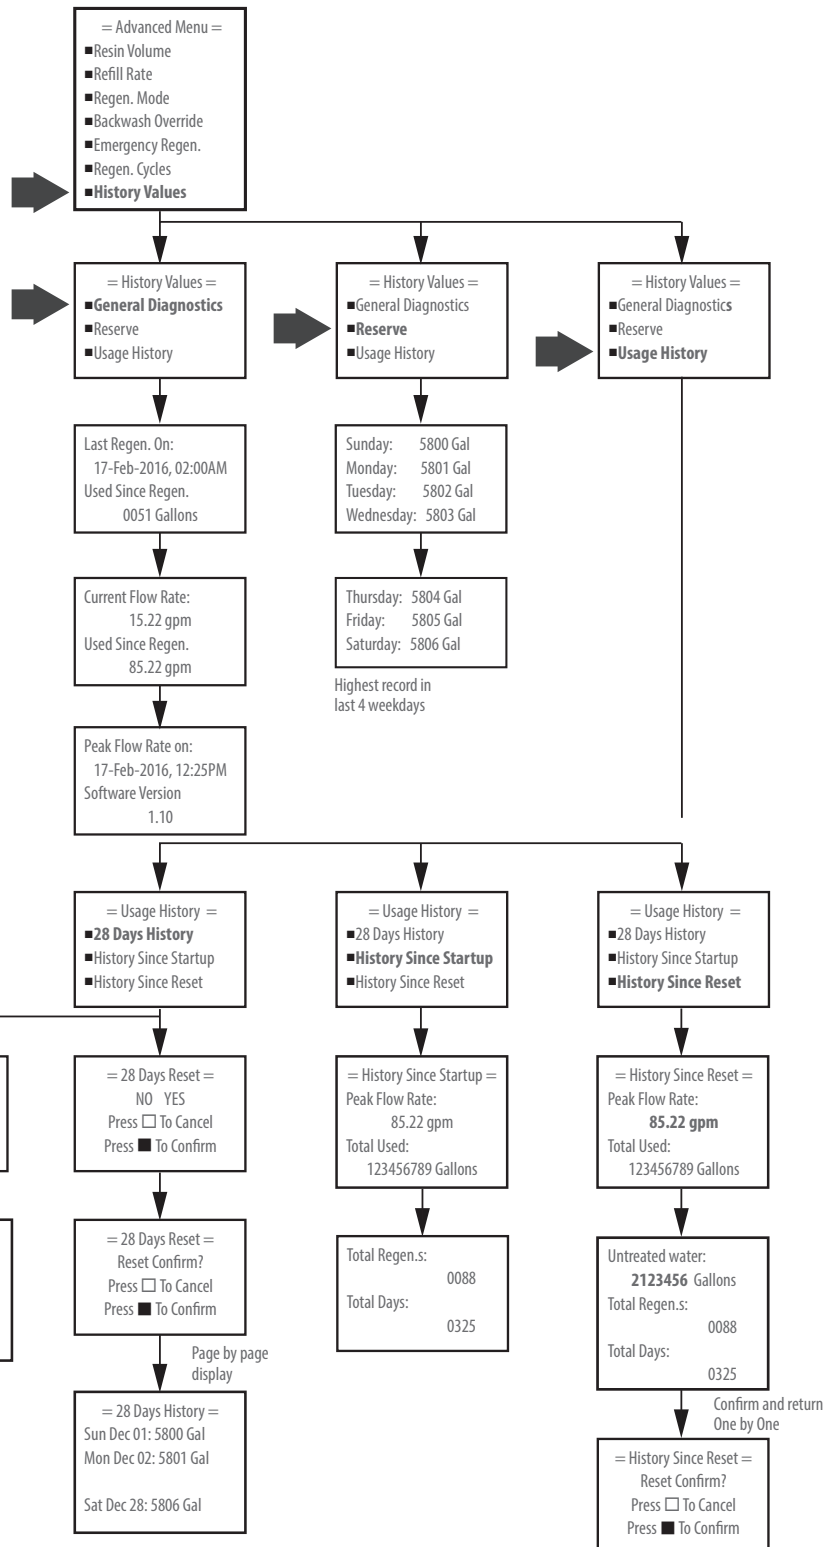 = Advanced Menu =
■Resin Volume
■Refill Rate
■Regen. Mode
■Backwash Override
■Emergency Regen.
■Regen. Cycles
■History Values
= History Values =
■General Diagnostics
■Reserve
■Usage History
= History Values =
■General Diagnostics
■Reserve
■Usage History
= History Values =
■General Diagnostics
■Reserve
■Usage History
Last Regen. On:
17-Feb-2016, 02:00AM
Used Since Regen.
0051 Gallons
Sunday: 5800 Gal
Monday: 5801 Gal
Tuesday: 5802 Gal
Wednesday: 5803 Gal
Current Flow Rate:
15.22 gpm
Used Since Regen.
85.22 gpm
Thursday: 5804 Gal
Friday: 5805 Gal
Saturday: 5806 Gal
Highest record in
last 4 weekdays
Peak Flow Rate on:
17-Feb-2016, 12:25PM
Software Version
1.10
= Usage History =
■28 Days History
■History Since Startup
■History Since Reset
= Usage History =
■28 Days History
■History Since Startup
■History Since Reset
= Usage History =
■28 Days History
■History Since Startup
■History Since Reset
= 28 Days Reset =
NO YES
Press □ To Cancel
Press ■ To Confirm
= History Since Startup =
Peak Flow Rate:
85.22 gpm
Total Used:
123456789 Gallons
= History Since Reset =
Peak Flow Rate:
85.22 gpm
Total Used:
123456789 Gallons
= 28 Days Reset =
Reset Confirm?
Press □ To Cancel
Press ■ To Confirm
Total Regen.s:
0088
Total Days:
0325
Untreated water:
2123456 Gallons
Total Regen.s:
0088
Total Days:
0325
Page by page
display
Confirm and return
One by One
= 28 Days History =
Sun Dec 01: 5800 Gal
Mon Dec 02: 5801 Gal
Sat Dec 28: 5806 Gal
= History Since Reset =
Reset Confirm?
Press □ To Cancel
Press ■ To Confirm